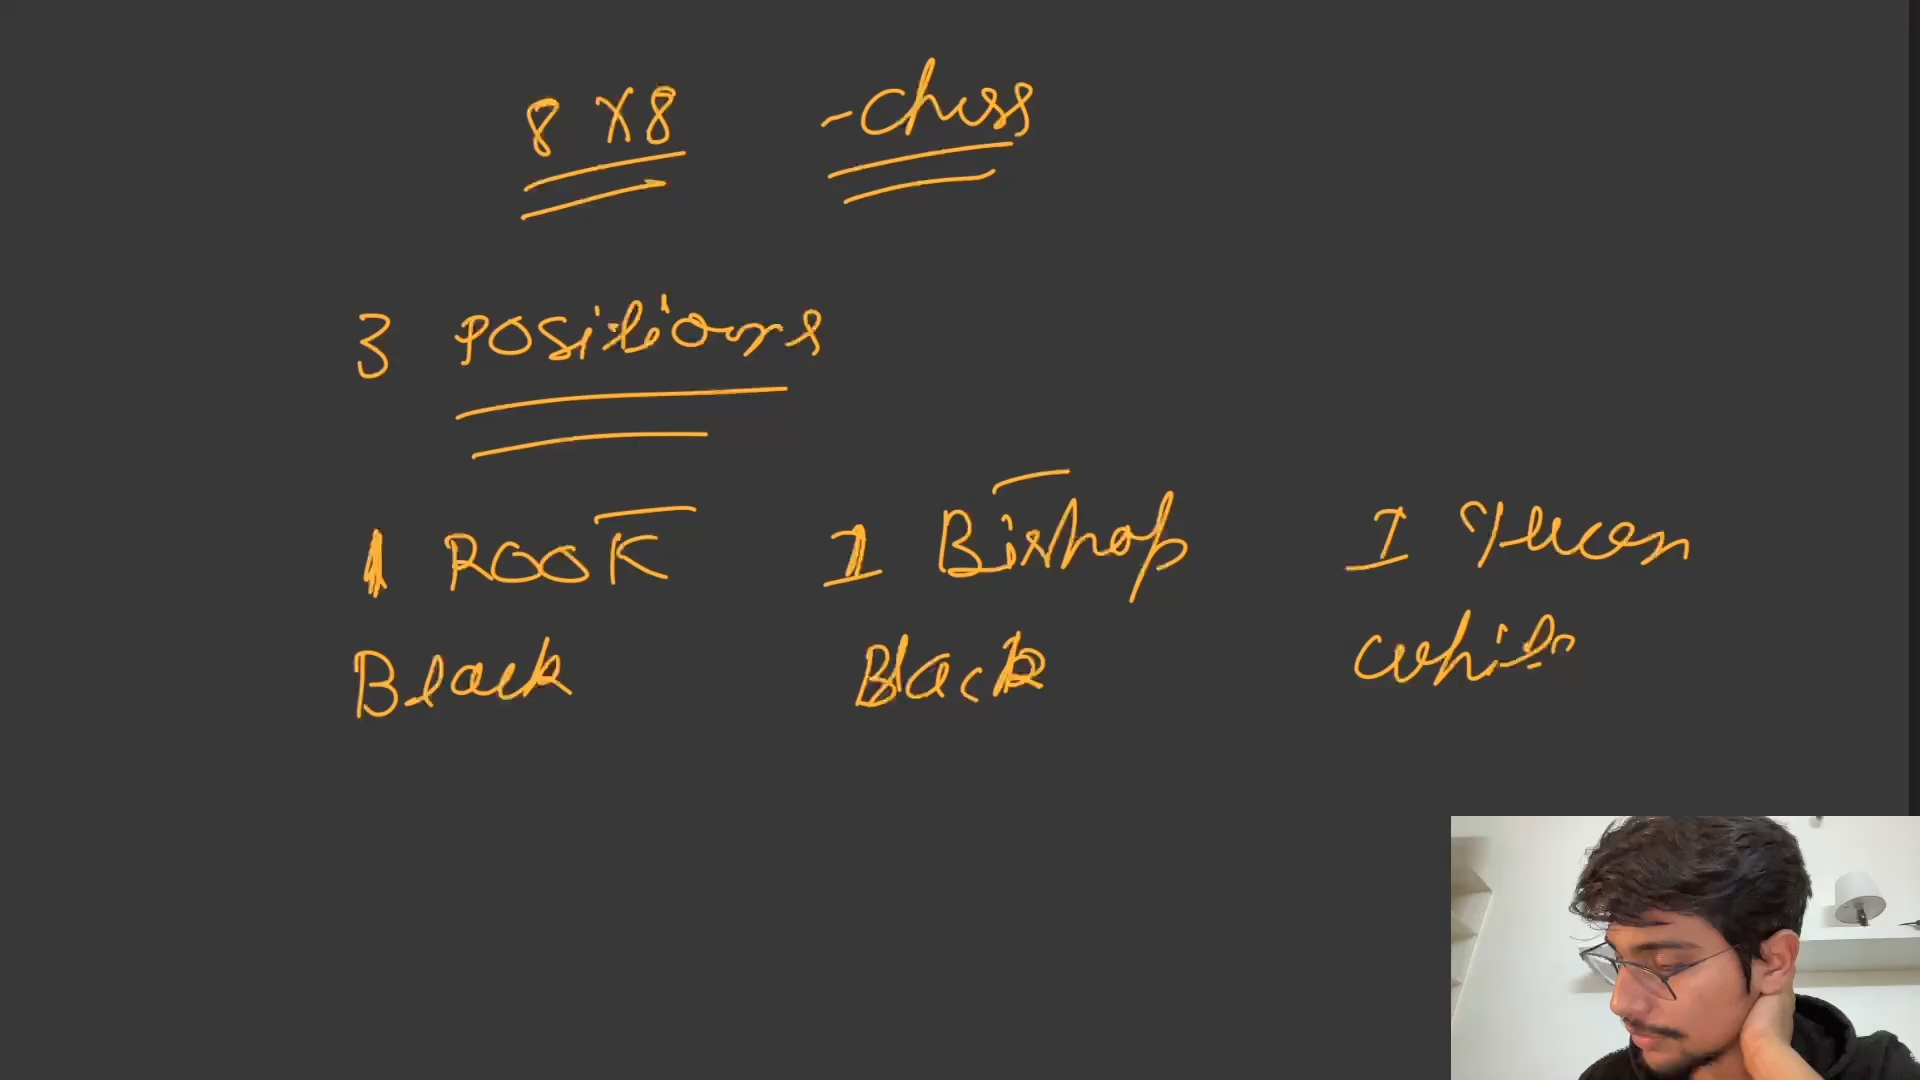 8 X 8 - Chess
3 Positions
1 ROOK 1 Bishop 1 Queen
Black Black white